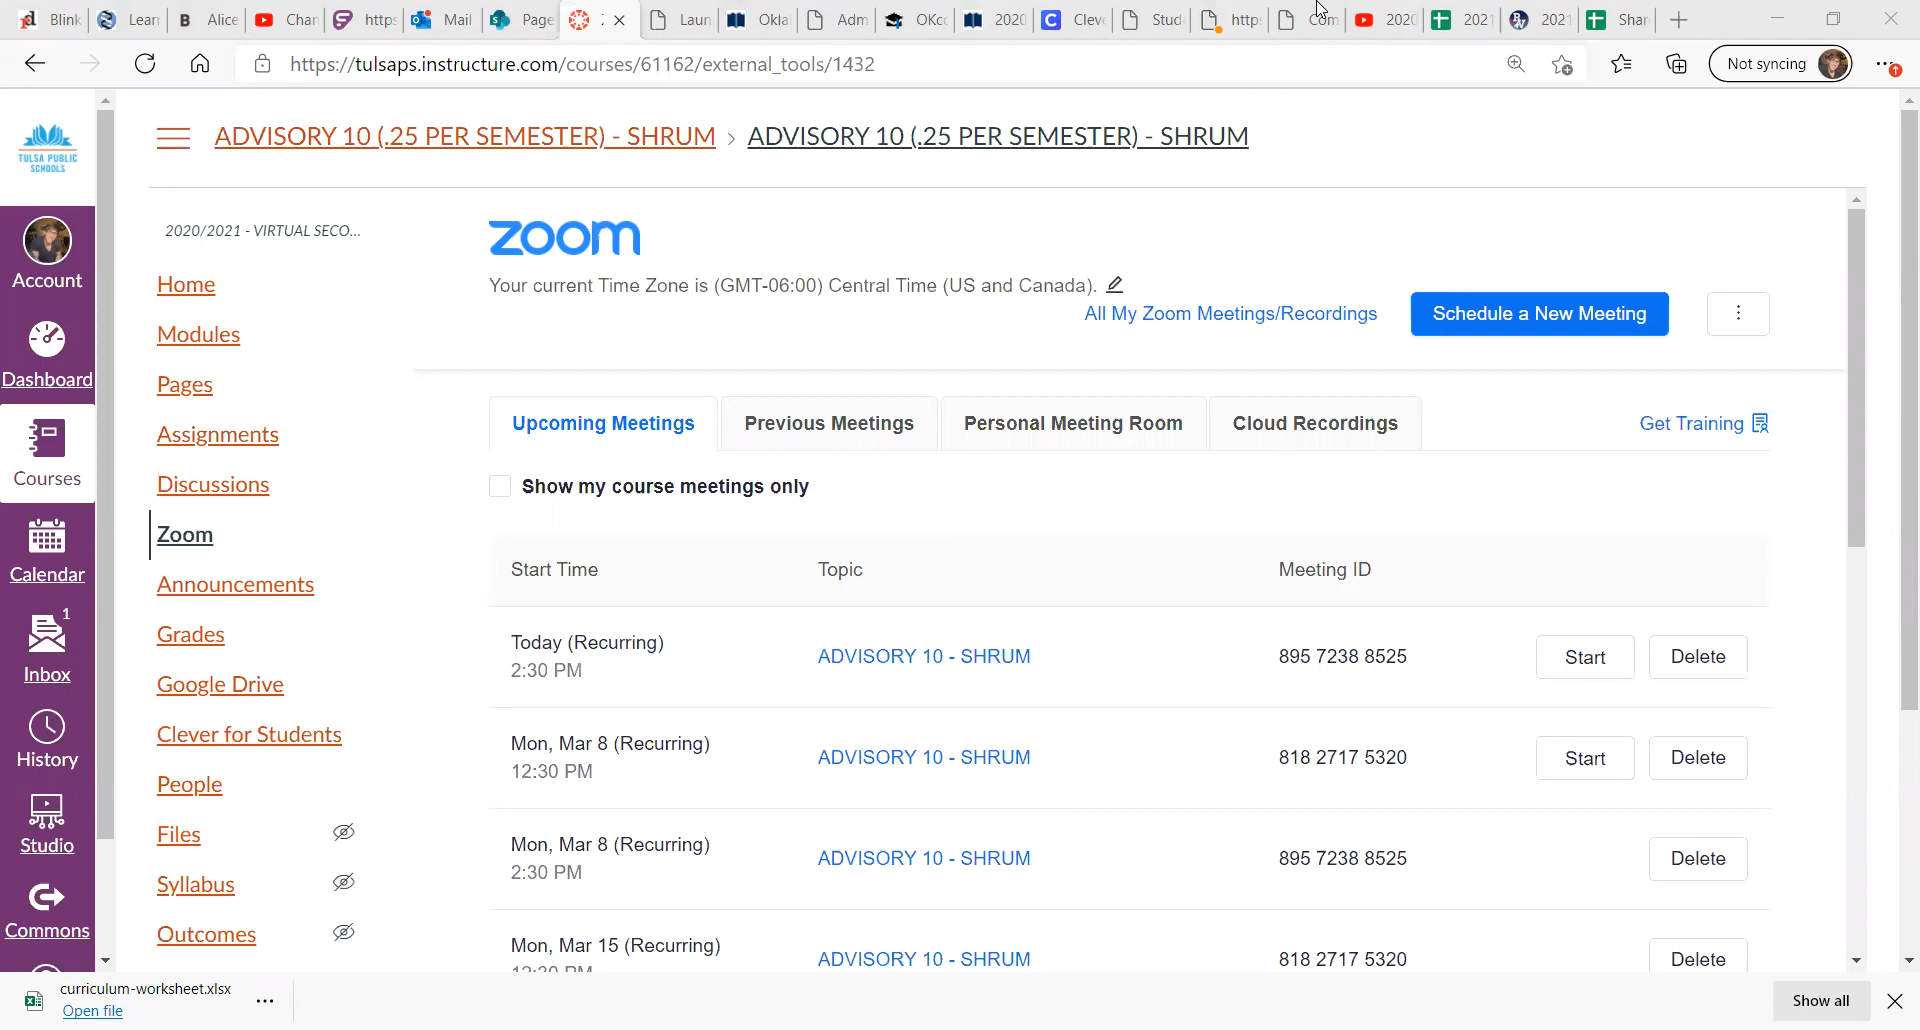 Blink
Lear
Alice
Chan
http
Mail
Page
Laun
Okla
Adm
OKco
2020
Cleve
Stud
http
Com
2020
2021
2021
Shar
https://tulsaps.instructure.com/courses/61162/external_tools/1432
Not syncing
TULSA PUBLIC
SCHOOLS
ADVISORY 10 (.25 PER SEMESTER) - SHRUM > ADVISORY 10 (.25 PER SEMESTER) - SHRUM
Account
Dashboard
Courses
Calendar
1
Inbox
History
Studio
Commons
2020/2021 - VIRTUAL SECO...
Home
Modules
Pages
Assignments
Discussions
Zoom
Announcements
Grades
Google Drive
Clever for Students
People
Files
Syllabus
Outcomes
zoom
Your current Time Zone is (GMT-06:00) Central Time (US and Canada).
All My Zoom Meetings/Recordings
Schedule a New Meeting
Upcoming Meetings
Previous Meetings
Personal Meeting Room
Cloud Recordings
Get Training
Show my course meetings only
Start Time Topic Meeting ID
Today (Recurring)
2:30 PM
ADVISORY 10 - SHRUM
895 7238 8525
Start
Delete
Mon, Mar 8 (Recurring)
12:30 PM
ADVISORY 10 - SHRUM
818 2717 5320
Start
Delete
Mon, Mar 8 (Recurring)
2:30 PM
ADVISORY 10 - SHRUM
895 7238 8525
Delete
Mon, Mar 15 (Recurring)
12:30 PM
ADVISORY 10 - SHRUM
818 2717 5320
Delete
curriculum-worksheet.xlsx
Open file
Show all